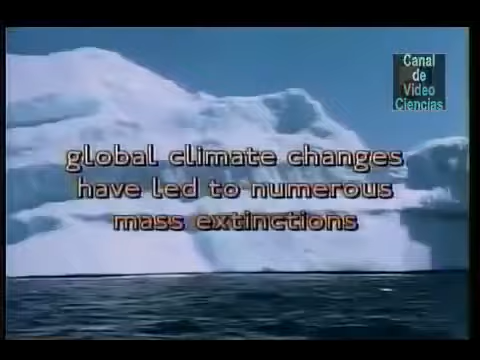 Canal
de
Video
Ciencias
global climate changes
have led to numerous
mass extinctions